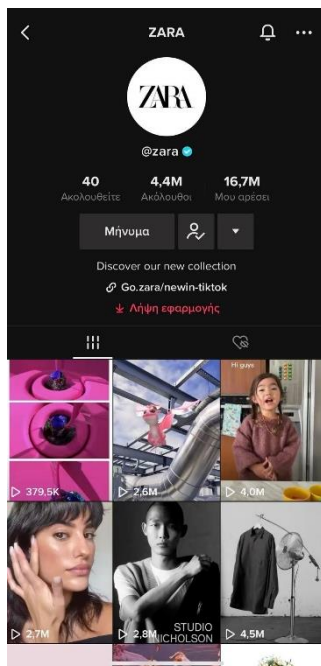 ZARA
ZARA
@zara
40 4,4M 16,7M
Ακολουθείτε Ακόλουθοι Μου αρέσει
Μήνυμα
Discover our new collection
Go.zara/newin-tiktok
Λήψη εφαρμογής
Hi guys
379,5K 2,6M 4,0M
STUDIO
NICHOLSON
2,7M 2,8M 4,5M